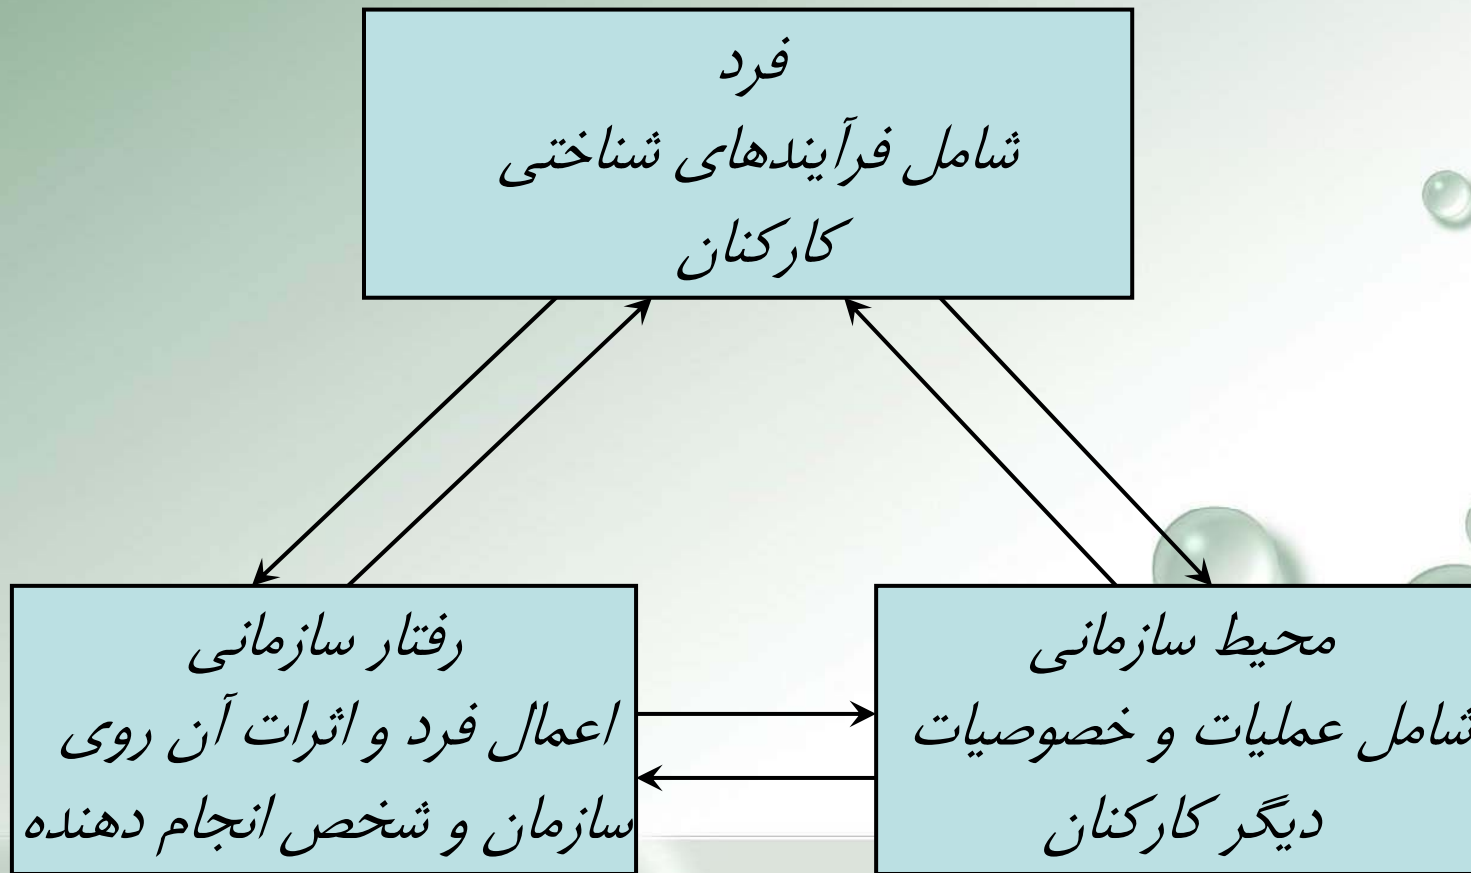 فرد
شامل فرآیندهای شناختی
کارکنان
محیط سازمانی
شامل عملیات و خصوصیات
دیگر کارکنان
رفتار سازمانی
اعمال فرد و اثرات آن روی
سازمان و شخص انجام دهنده